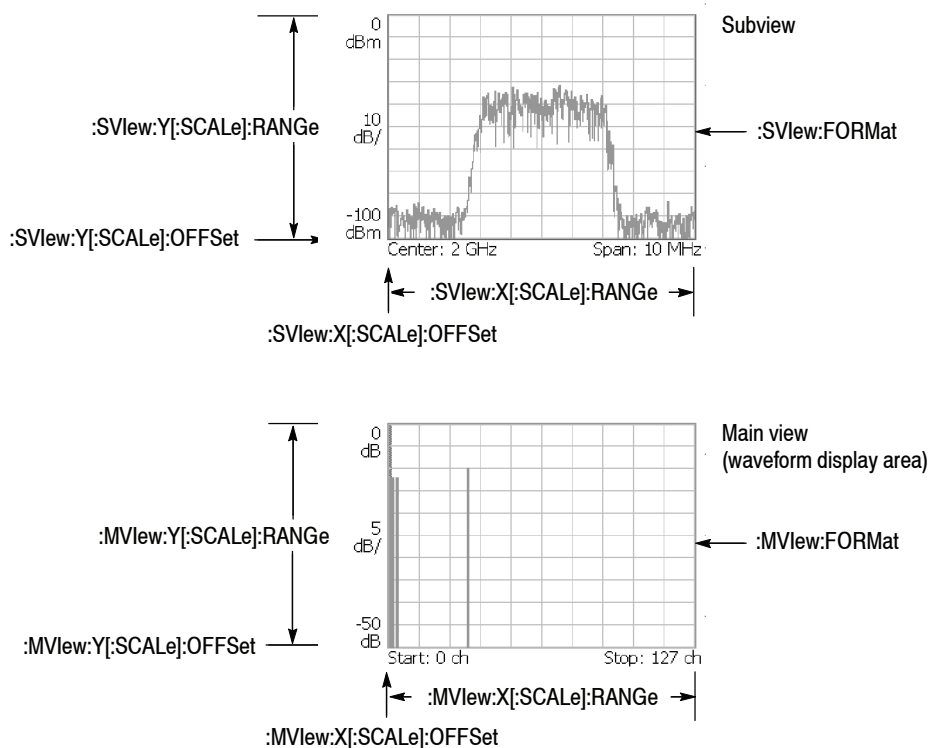 0
dBm
Subview
:SVIew:Y[:SCALe]:RANGe
10
dB/
:SVIew:FORMat
-100
dBm
:SVIew:Y[:SCALe]:OFFSet
Center: 2 GHz
Span: 10 MHz
:SVIew:X[:SCALe]:RANGe
:SVIew:X[:SCALe]:OFFSet
0
dB
Main view
(waveform display area)
:MVIew:Y[:SCALe]:RANGe
5
dB/
:MVIew:FORMat
-50
dB
:MVIew:Y[:SCALe]:OFFSet
Start: 0 ch
Stop: 127 ch
:MVIew:X[:SCALe]:RANGe
:MVIew:X[:SCALe]:OFFSet